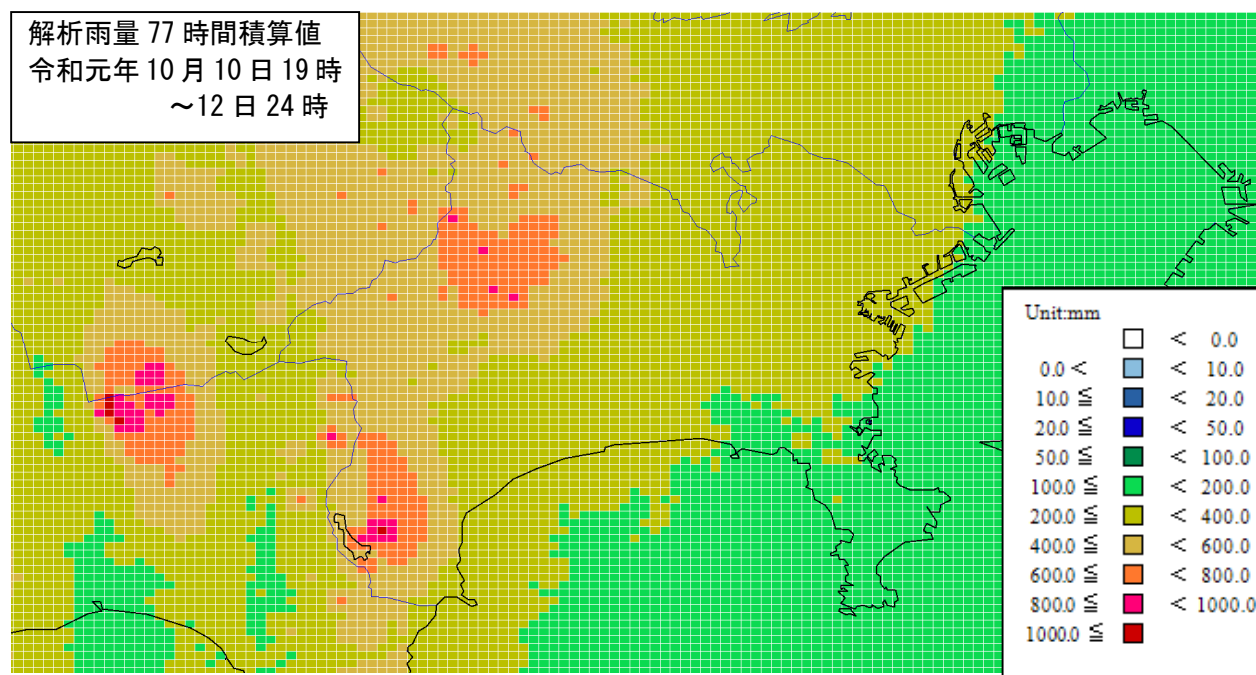 解析雨量 77 時間積算値
令和元年 10 月 10 日 19 時
~12 日 24 時
Unit:mm
< 0.0
0.0 < < 10.0
10.0 ≦ < 20.0
20.0 ≦ < 50.0
50.0 ≦ < 100.0
100.0 ≦ < 200.0
200.0 ≦ < 400.0
400.0 ≦ < 600.0
600.0 ≦ < 800.0
800.0 ≦ < 1000.0
1000.0 ≦